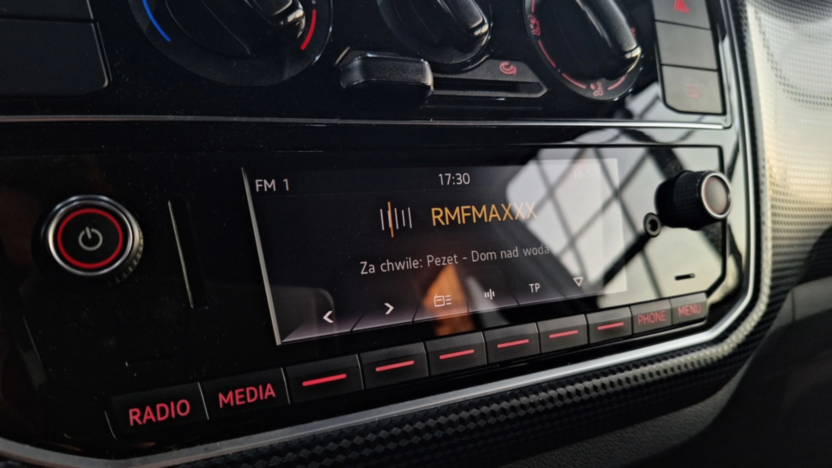 FM 1
17:30
RMFMAXXX
Za chwile: Pezet - Dom nad woda
TP
RADIO
MEDIA
PHONE
MENU